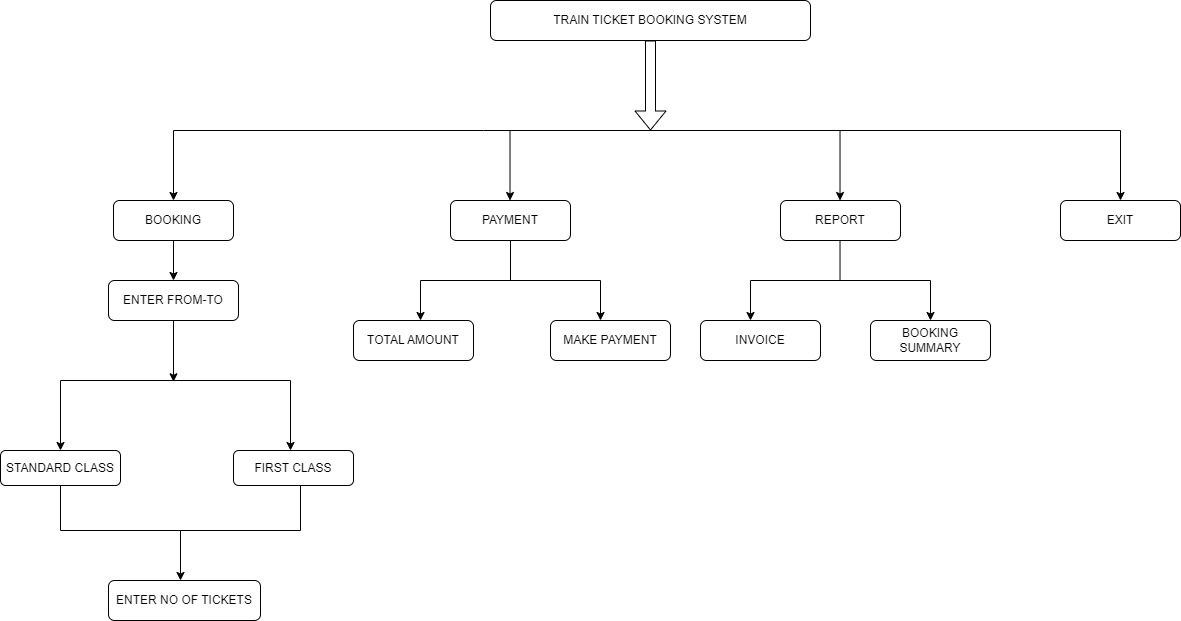 TRAIN TICKET BOOKING SYSTEM
BOOKING
PAYMENT
REPORT
EXIT
ENTER FROM-TO
TOTAL AMOUNT
MAKE PAYMENT
INVOICE
BOOKING
SUMMARY
STANDARD CLASS
FIRST CLASS
ENTER NO OF TICKETS